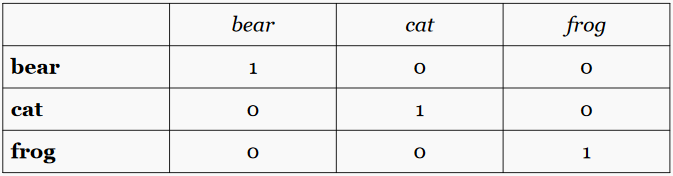 bear cat frog
bear 1 0 0
cat 0 1 0
frog 0 0 1